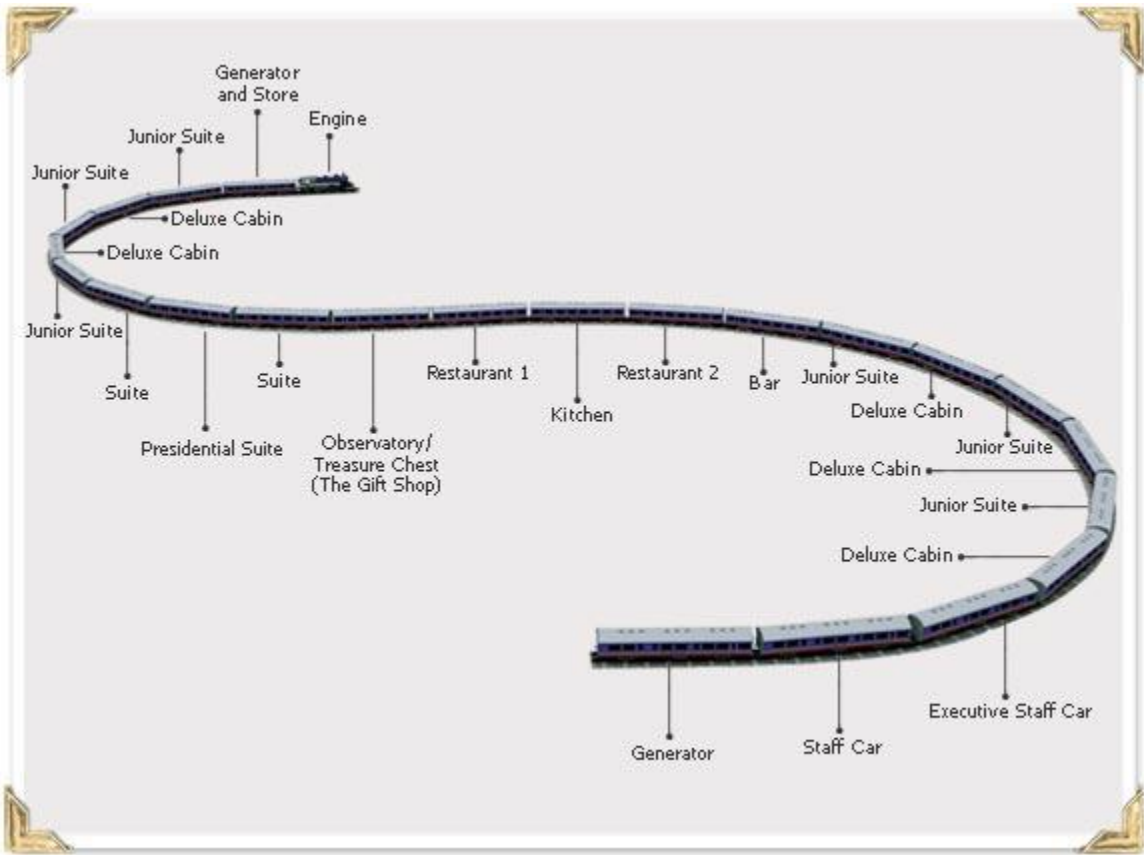 Generator
and Store
Engine
Junior Suite
Junior Suite
Deluxe Cabin
Deluxe Cabin
Junior Suite
Suite
Presidential Suite
Suite
Observatory/
Treasure Chest
(The Gift Shop)
Restaurant 1
Kitchen
Restaurant 2
Bar
Junior Suite
Deluxe Cabin
Junior Suite
Deluxe Cabin
Junior Suite
Deluxe Cabin
Executive Staff Car
Staff Car
Generator